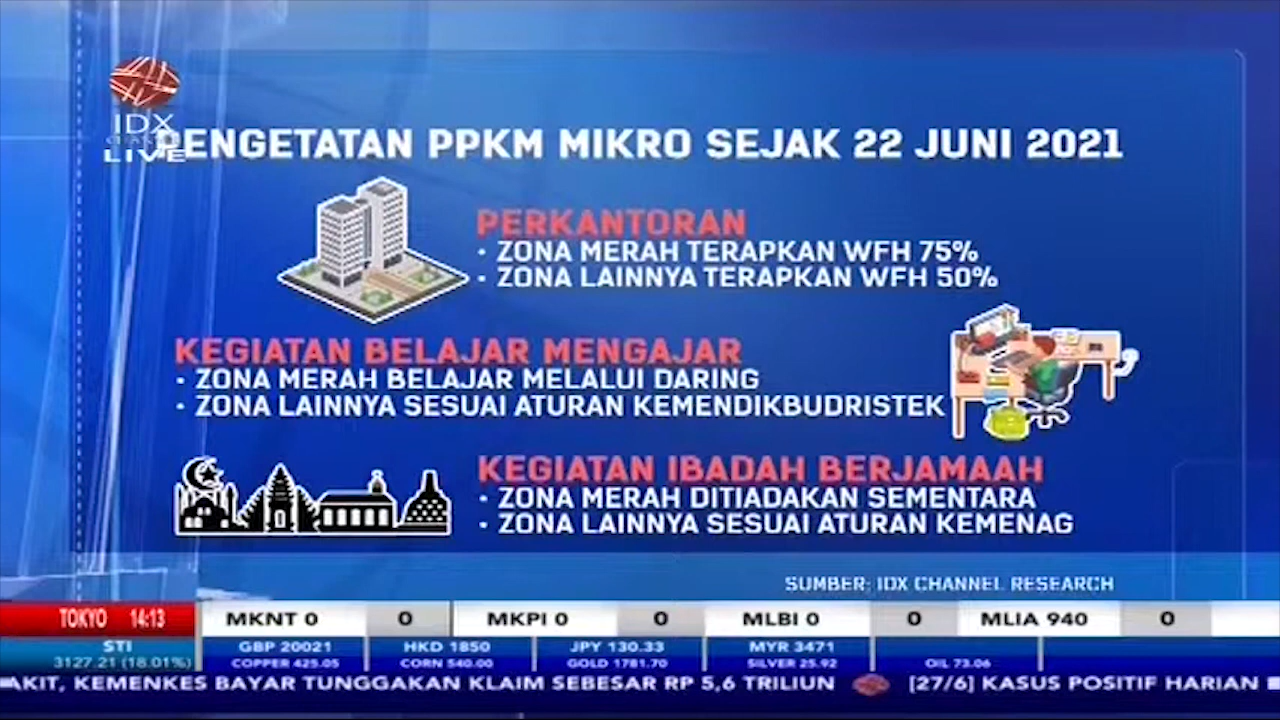 IDX
CHANNEL
LIVE
PENGETATAN PPKM MIKRO SEJAK 22 JUNI 2021
PERKANTORAN
· ZONA MERAH TERAPKAN WFH 75%
· ZONA LAINNYA TERAPKAN WFH 50%
KEGIATAN BELAJAR MENGAJAR
· ZONA MERAH BELAJAR MELALUI DARING
· ZONA LAINNYA SESUAI ATURAN KEMENDIKBUDRISTEK
KEGIATAN IBADAH BERJAMAAH
· ZONA MERAH DITIADAKAN SEMENTARA
· ZONA LAINNYA SESUAI ATURAN KEMENAG
SUMBER; IDX CHANNEL RESEARCH
TOKYO 14:13 MKNT 0 0 MKPI 0 0 MLBI 0 0 MLIA 940 0
STI GBP 20021 HKD 1850 JPY 130.33 MYR 3471
3127.21 (18.01%) COPPER 425.05 CORN 540.00 GOLD 1781.70 SILVER 25.92 OIL 73.06
AKIT, KEMENKES BAYAR TUNGGAKAN KLAIM SEBESAR RP 5,6 TRILIUN [27/6] KASUS POSITIF HARIAN